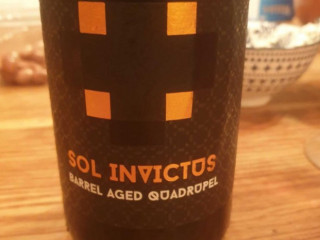 SOL INVICTUS
BARREL AGED QUADRUPEL